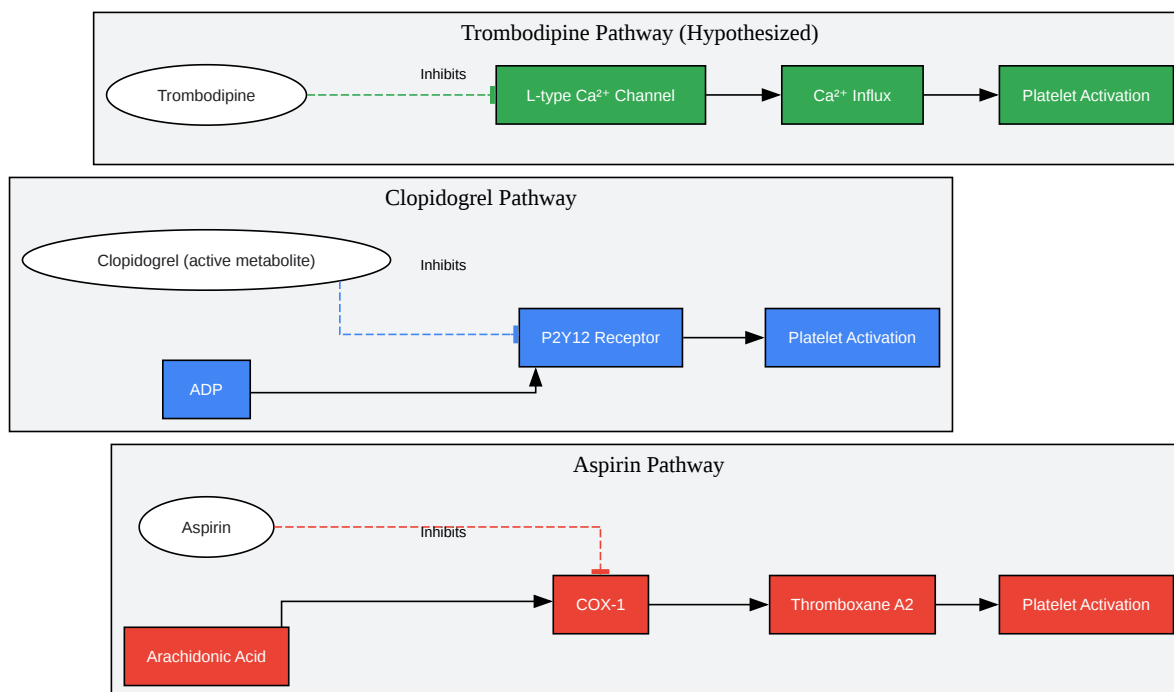 Trombodipine Pathway (Hypothesized)
Trombodipine
Inhibits
L-type Ca²⁺ Channel
Ca²⁺ Influx
Platelet Activation
Clopidogrel Pathway
Clopidogrel (active metabolite)
Inhibits
P2Y12 Receptor
Platelet Activation
ADP
Aspirin Pathway
Aspirin
Inhibits
COX-1
Thromboxane A2
Platelet Activation
Arachidonic Acid